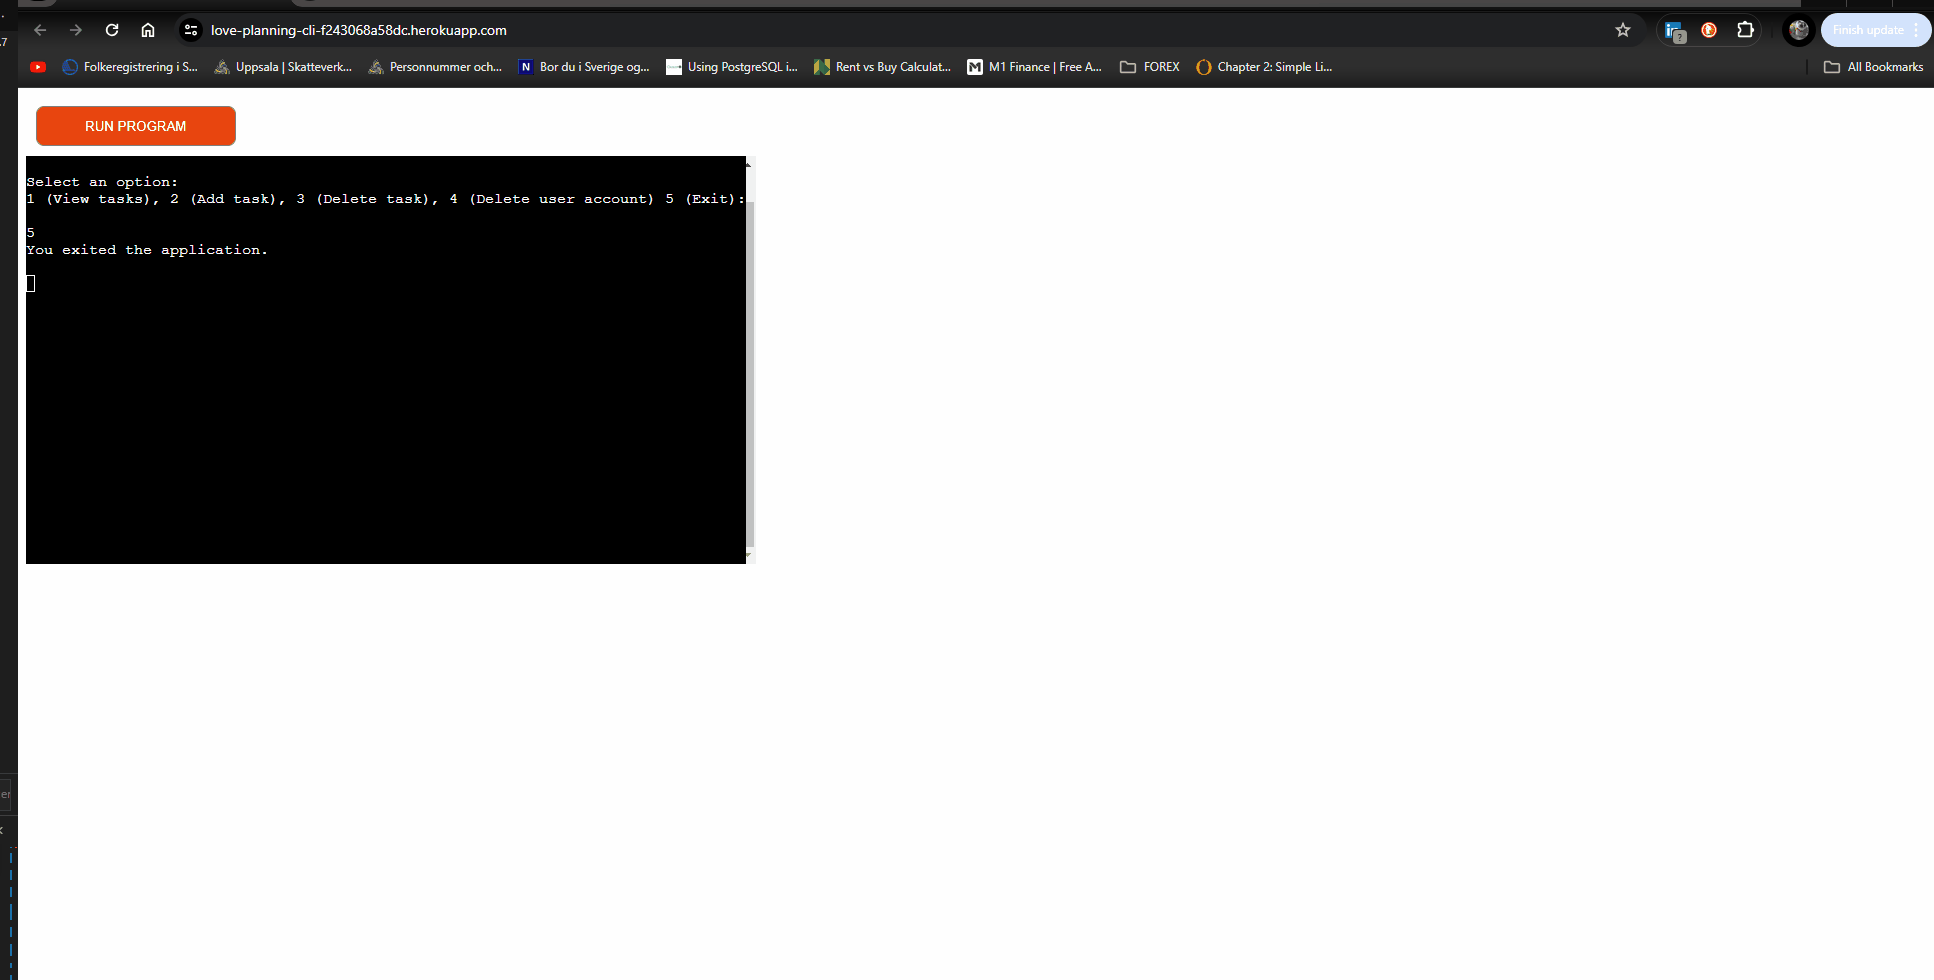 love-planning-cli-f243068a58dc.herokuapp.com
in
?
Finish update
.7
Folkeregistrering i S...
Uppsala | Skatteverk...
Personnummer och...
N
Bor du i Sverige og...
Using PostgreSQL i...
Rent vs Buy Calculat...
M
M1 Finance | Free A...
FOREX
Chapter 2: Simple Li...
All Bookmarks
RUN PROGRAM
Select an option:
1 (View tasks), 2 (Add task), 3 (Delete task), 4 (Delete user account) 5 (Exit):
5
You exited the application.
er